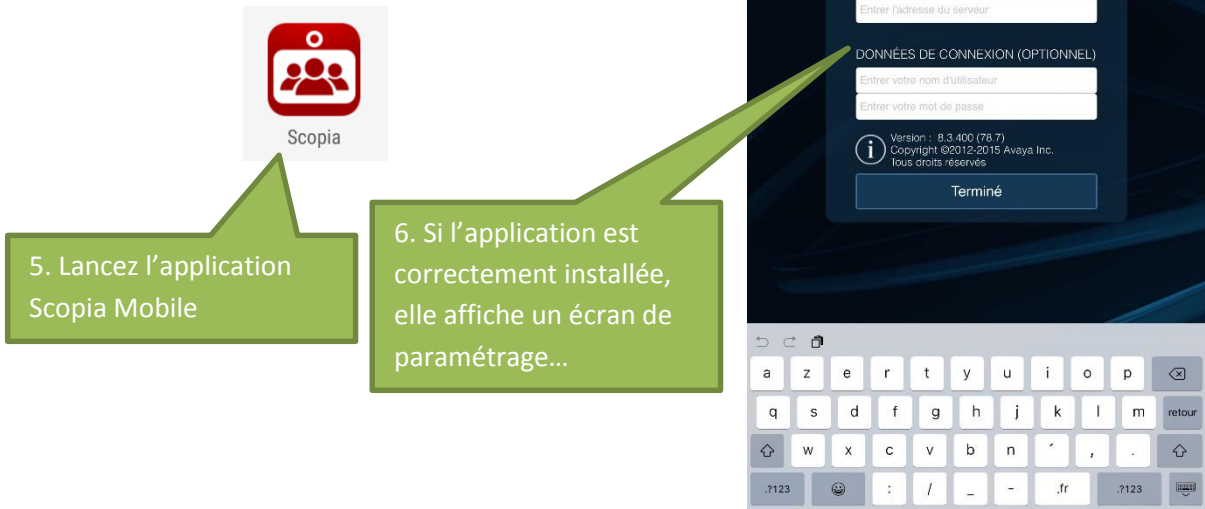 Scopia
5. Lancez l’application
Scopia Mobile
6. Si l’application est
correctement installée,
elle affiche un écran de
paramétrage…
Entrer l'adresse du serveur
DONNÉES DE CONNEXION (OPTIONNEL)
Entrer votre nom d'utilisateur
Entrer votre mot de passe
Version : 8.3.400 (78.7)
Copyright ©2012-2015 Avaya Inc.
Tous droits réservés
Terminé
a z e r t y u i o p
q s d f g h j k l m retour
w x c v b n ´ , .
.?123 : / _ - .fr .?123